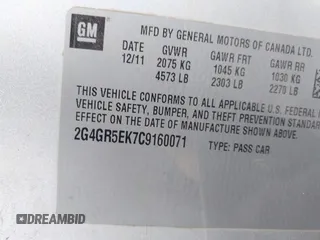 GM
MFD BY GENERAL MOTORS OF CANADA LTD.
DATE GVWR GAWR FRT GAWR RR
12/11 2075 KG 1045 KG 1030 KG
4573 LB 2303 LB 2270 LB
THIS VEHICLE CONFORMS TO ALL APPLICABLE U.S. FEDERAL
VEHICLE SAFETY, BUMPER, AND THEFT PREVENTION STANDARD
EFFECT ON THE DATE OF MANUFACTURE SHOWN ABOVE.
2G4GR5EK7C9160071
TYPE: PASS CAR
DREAMBID